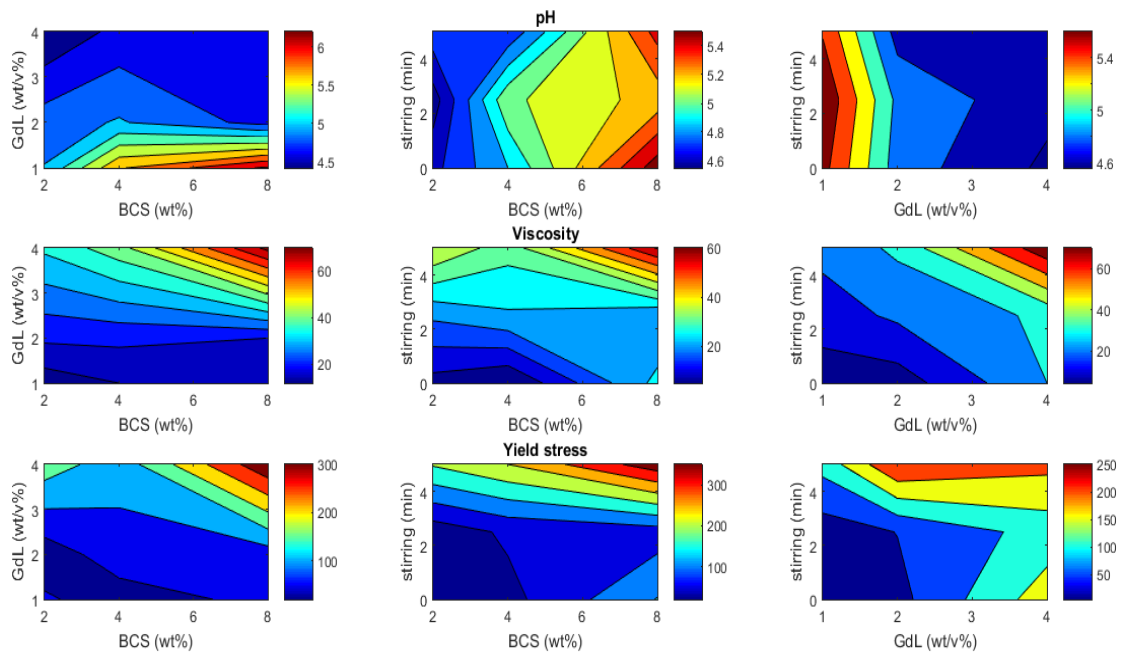 pH
4
3
2
1
GdL (wt/v%)
2 4 6 8
BCS (wt%)
6
5.5
5
4.5
4
2
0
stirring (min)
2 4 6 8
BCS (wt%)
5.4
5.2
5
4.8
4.6
4
2
0
stirring (min)
1 2 3 4
GdL (wt/v%)
5.4
5
4.6
Viscosity
4
3
2
1
GdL (wt/v%)
2 4 6 8
BCS (wt%)
60
40
20
4
2
0
stirring (min)
2 4 6 8
BCS (wt%)
60
40
20
4
2
0
stirring (min)
1 2 3 4
GdL (wt/v%)
60
40
20
Yield stress
4
3
2
1
GdL (wt/v%)
2 4 6 8
BCS (wt%)
300
200
100
4
2
0
stirring (min)
2 4 6 8
BCS (wt%)
300
200
100
4
2
0
stirring (min)
1 2 3 4
GdL (wt/v%)
250
200
150
100
50